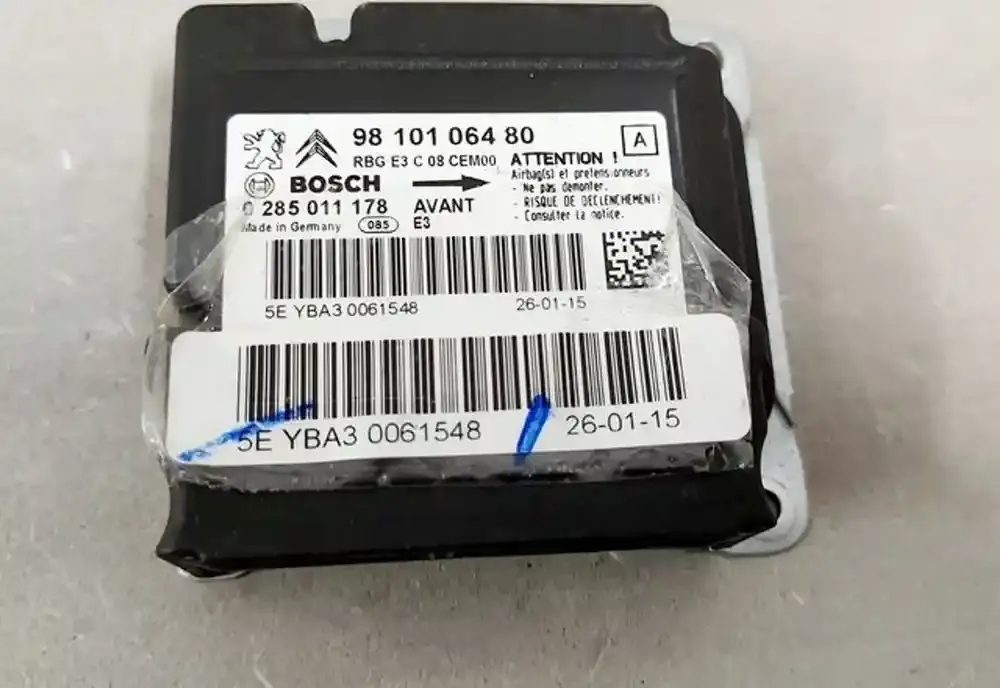 98 101 064 80
A
RBG E3 C 08 CEM00
ATTENTION !
Airbag(s) et pretensionneurs
- Ne pas demonter.
- RISQUE DE DECLENCHEMENT!
- Consulter la notice.
BOSCH
0 285 011 178
AVANT
Made in Germany
085
E3
5E YBA3 0061548
26-01-15
5E YBA3 0061548
26-01-15